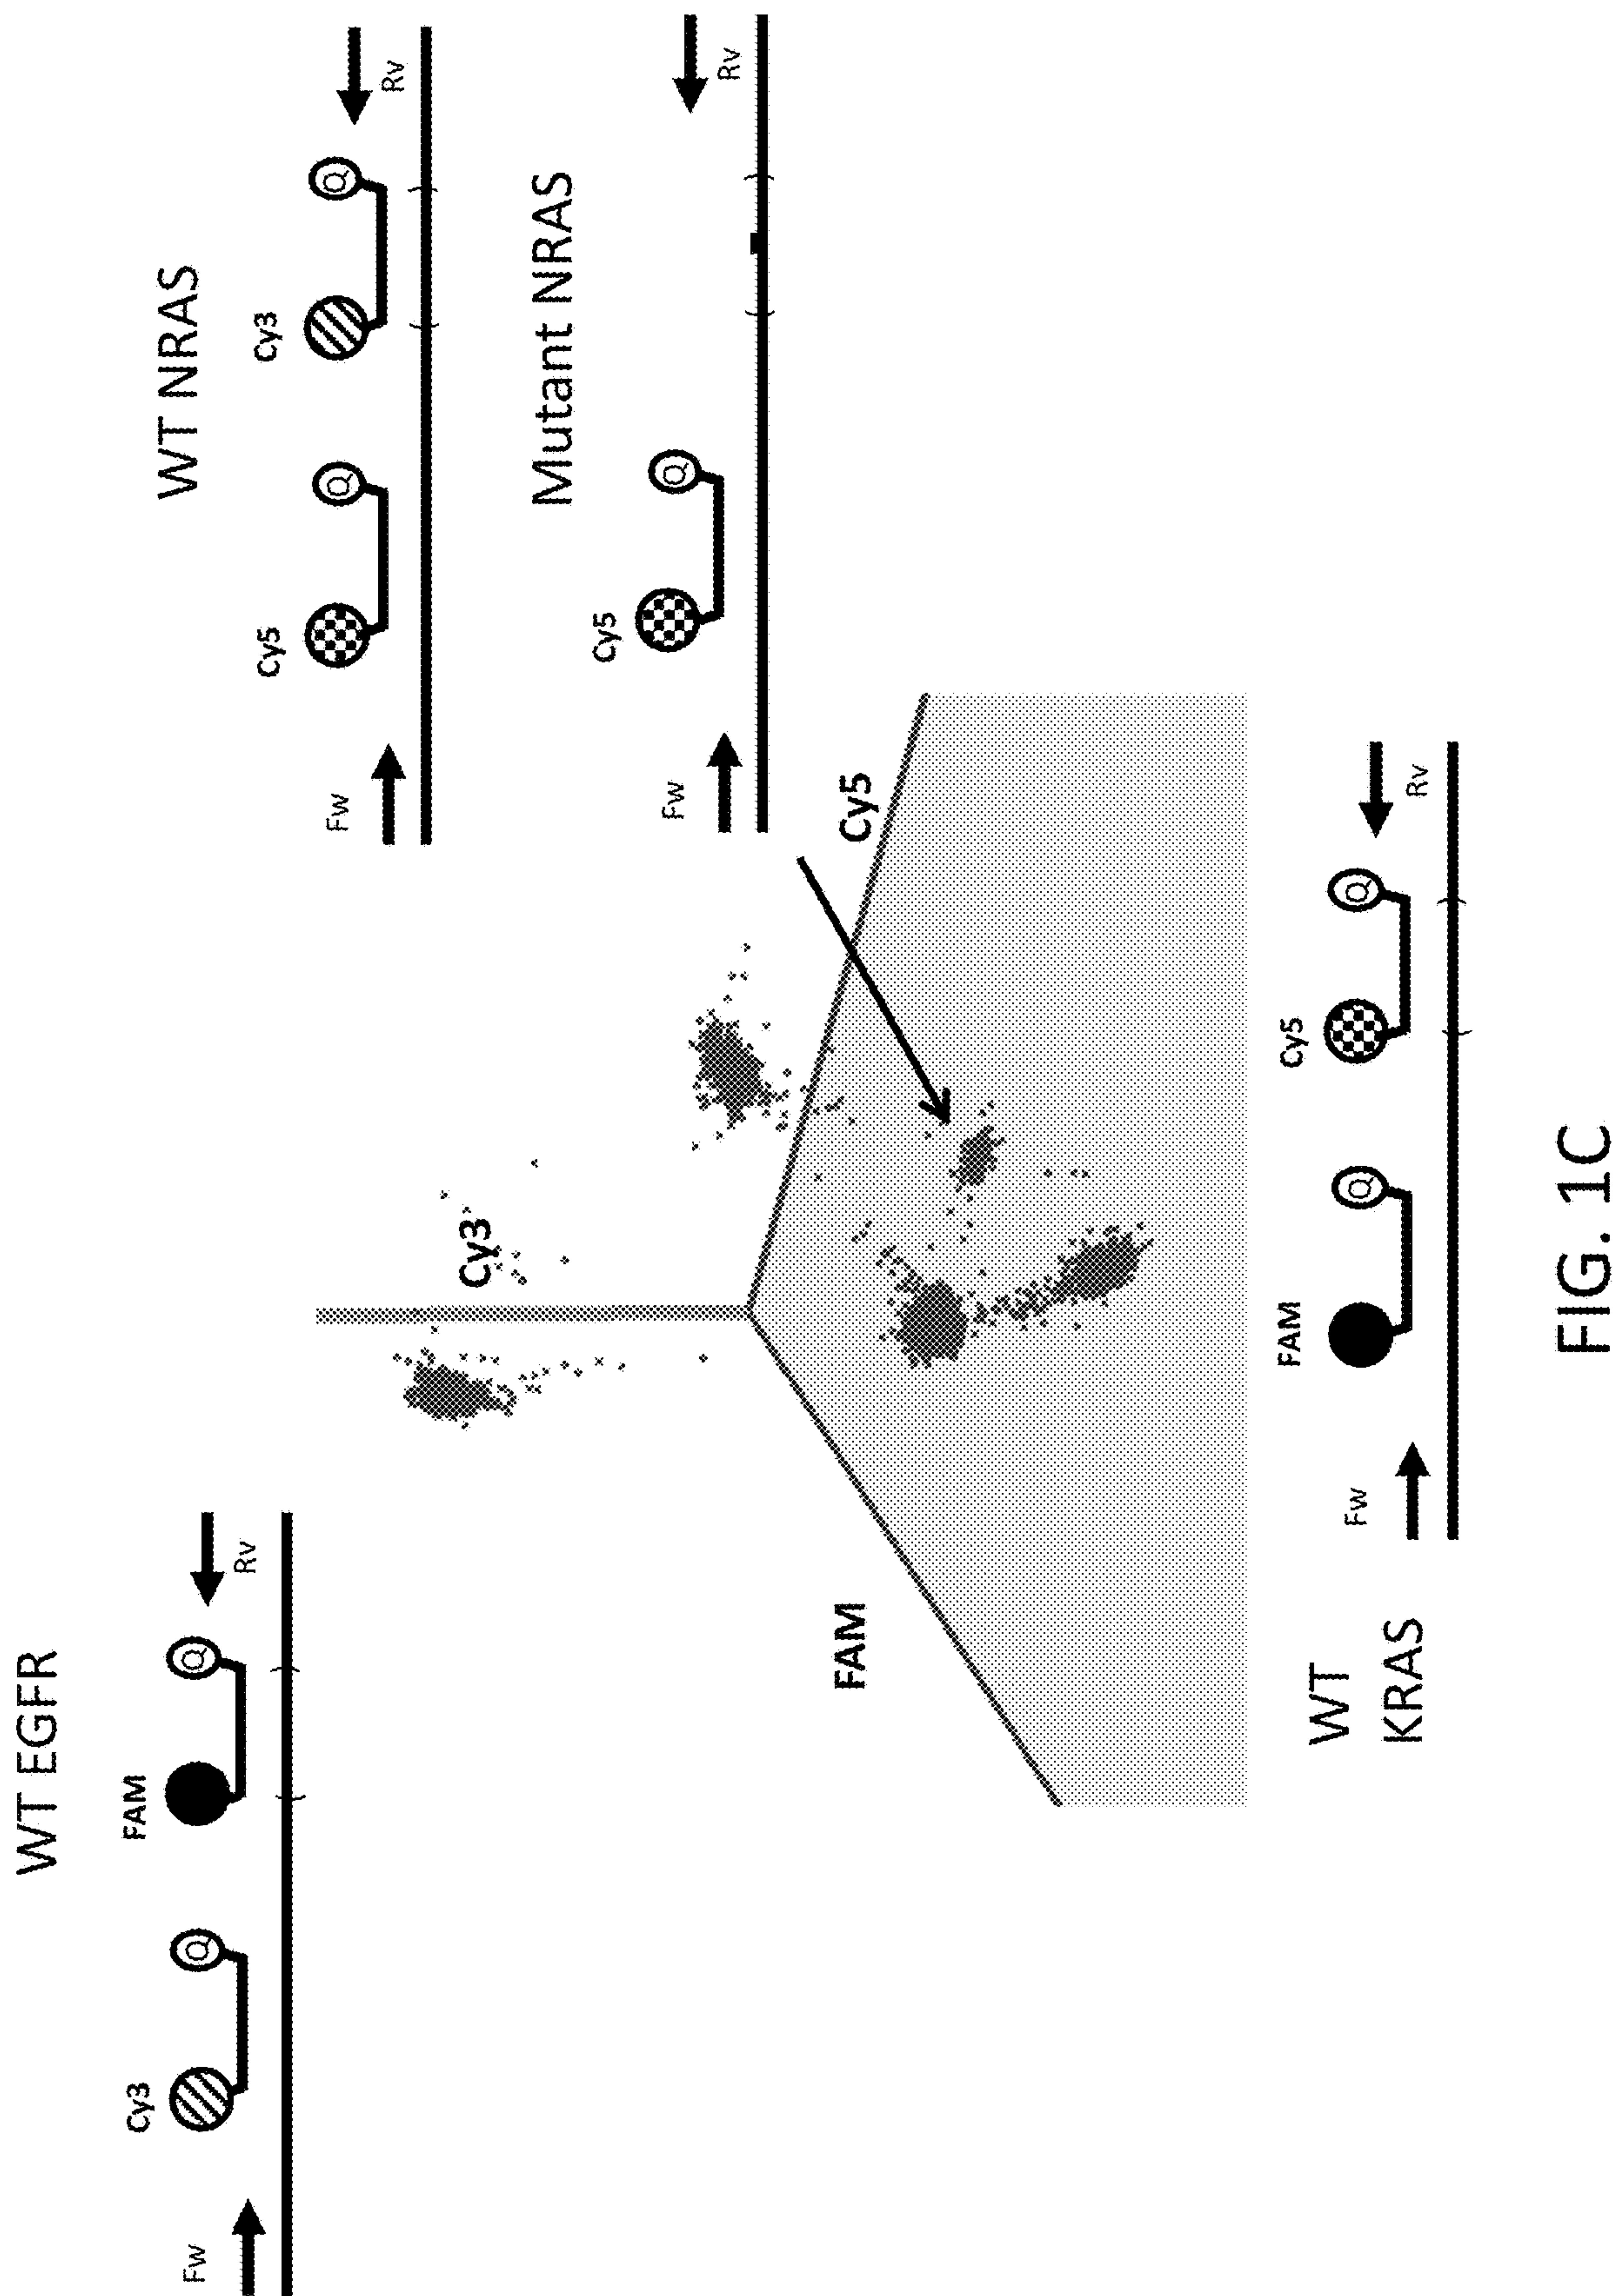 WT EGFR
Cy3
Q
FAM
Q
Fw
Rv
WT NRAS
Cy5
Q
Cy3
Q
Fw
Rv
Mutant NRAS
Cy5
Q
Fw
Rv
Cy3
FAM
Cy5
WT
KRAS
FAM
Q
Cy5
Q
Fw
Rv
FIG. 1C